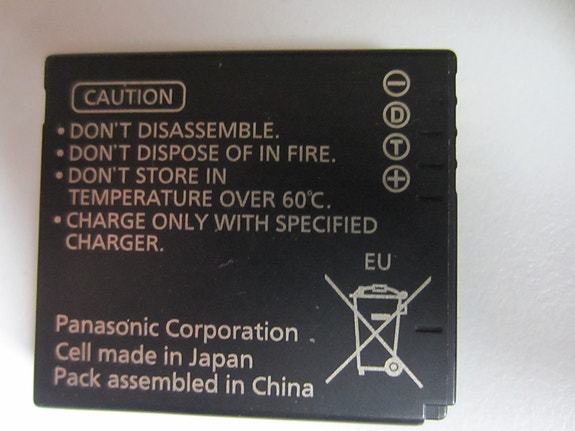 CAUTION
• DON'T DISASSEMBLE.
• DON'T DISPOSE OF IN FIRE.
• DON'T STORE IN
TEMPERATURE OVER 60℃.
• CHARGE ONLY WITH SPECIFIED
CHARGER.
−
D
T
+
EU
Panasonic Corporation
Cell made in Japan
Pack assembled in China